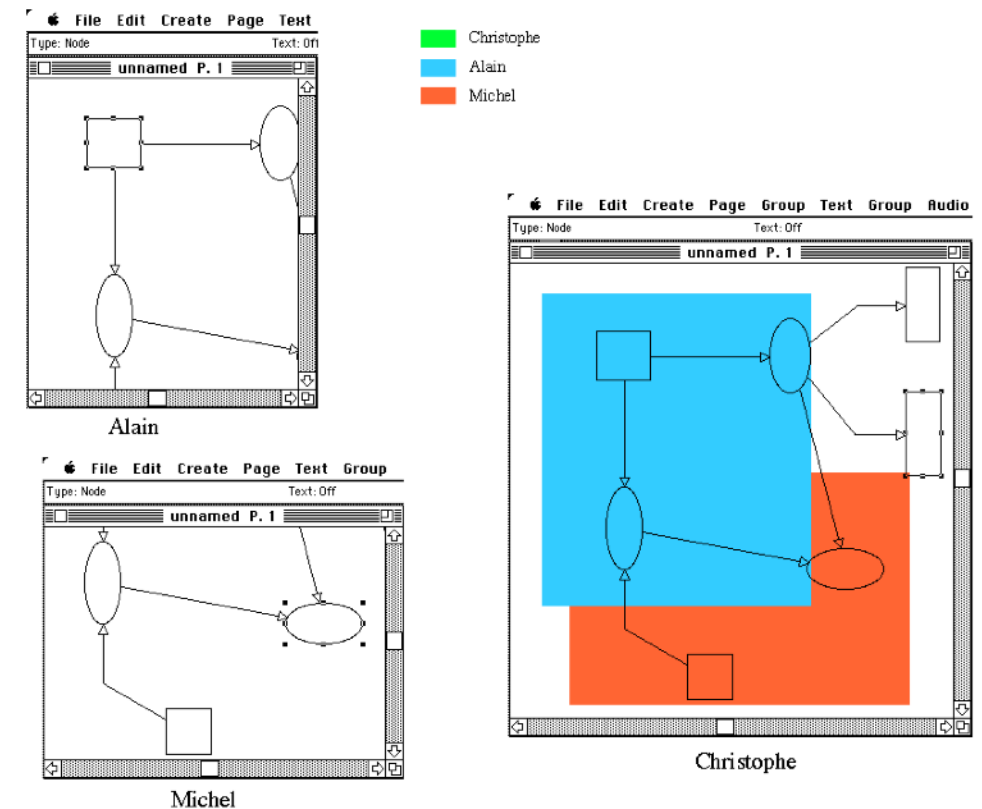 File Edit Create Page Text
Type: Node Text: Off
unnamed P. 1
Alain
Christophe
Alain
Michel
File Edit Create Page Text Group
Type: Node Text: Off
unnamed P. 1
Michel
File Edit Create Page Group Text Group Audio
Type: Node Text: Off
unnamed P. 1
Christophe